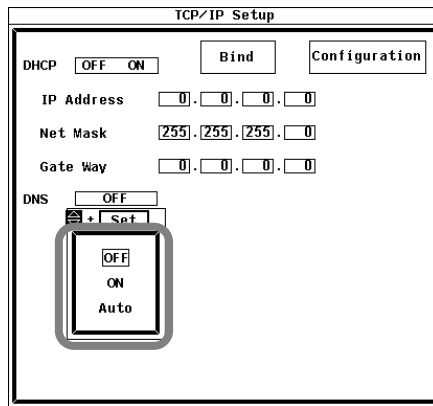 TCP/IP Setup
DHCP OFF ON Bind Configuration
IP Address 0. 0. 0. 0
Net Mask 255. 255. 255. 0
Gate Way 0. 0. 0. 0
DNS OFF
+ Set
OFF
ON
Auto